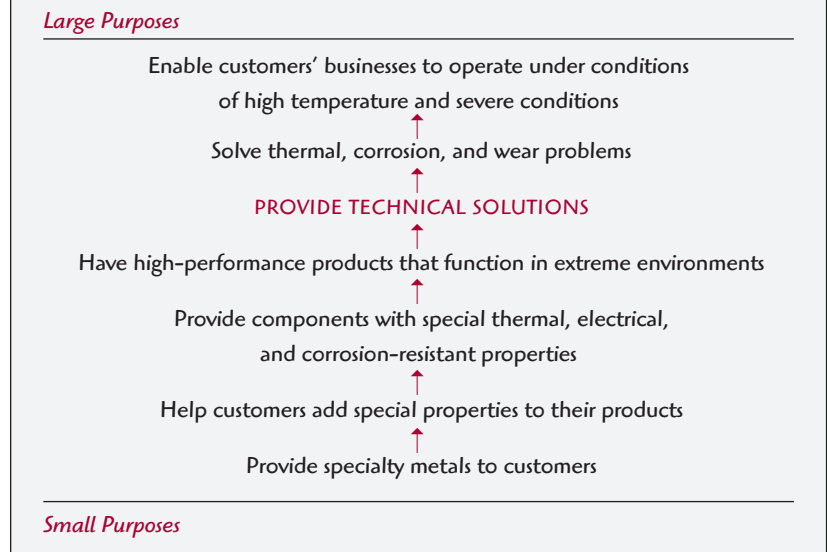 Large Purposes
Enable customers’ businesses to operate under conditions
of high temperature and severe conditions
Solve thermal, corrosion, and wear problems
PROVIDE TECHNICAL SOLUTIONS
Have high-performance products that function in extreme environments
Provide components with special thermal, electrical,
and corrosion-resistant properties
Help customers add special properties to their products
Provide specialty metals to customers
Small Purposes